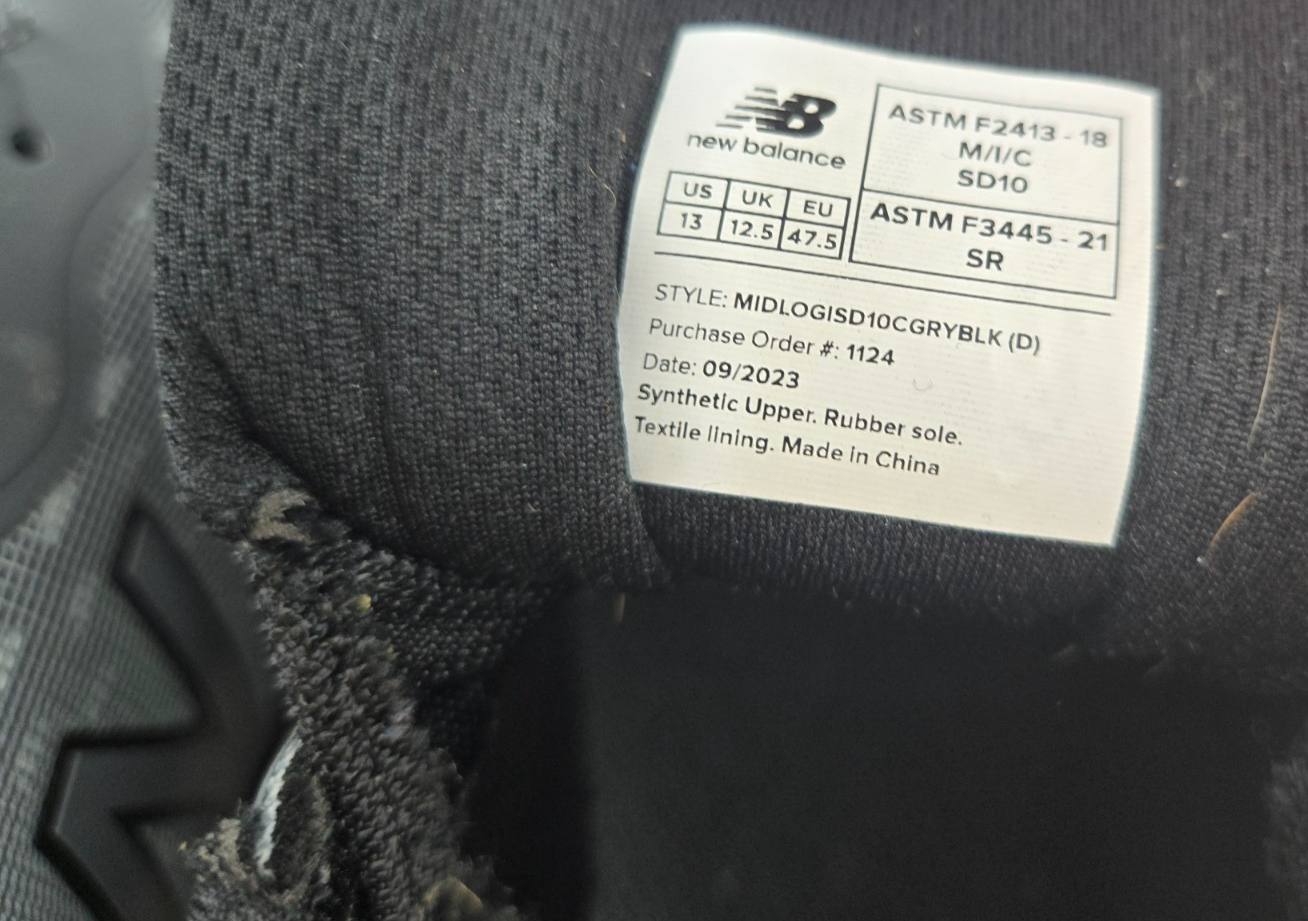 NB
new balance
US UK EU
13 12.5 47.5
ASTM F2413 - 18
M/I/C
SD10
ASTM F3445 - 21
SR
STYLE: MIDLOGISD10CGRYBLK (D)
Purchase Order #: 1124
Date: 09/2023
Synthetic Upper. Rubber sole.
Textile lining. Made in China